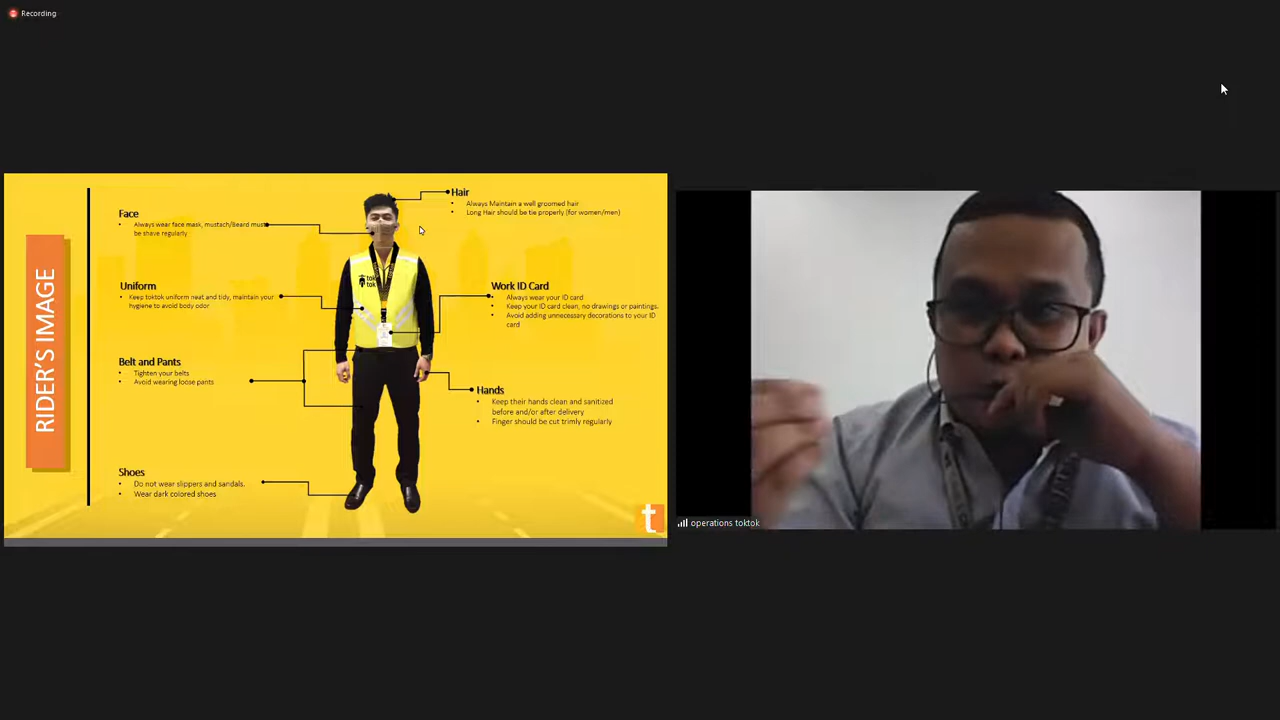 Recording
RIDER'S IMAGE
Face
• Always wear face mask, mustach/Beard must
be shave regularly
Uniform
• Keep toktok uniform neat and tidy, maintain your
hygiene to avoid body odor
Belt and Pants
• Tighten your belts
• Avoid wearing loose pants
Shoes
• Do not wear slippers and sandals.
• Wear dark colored shoes
tok
tok
Hair
• Always Maintain a well groomed hair
• Long Hair should be tie properly (for women/men)
Work ID Card
• Always wear your ID card
• Keep your ID card clean, no drawings or paintings.
• Avoid adding unnecessary decorations to your ID
card
Hands
• Keep their hands clean and sanitized
before and/or after delivery
• Finger should be cut trimly regularly
t
operations toktok